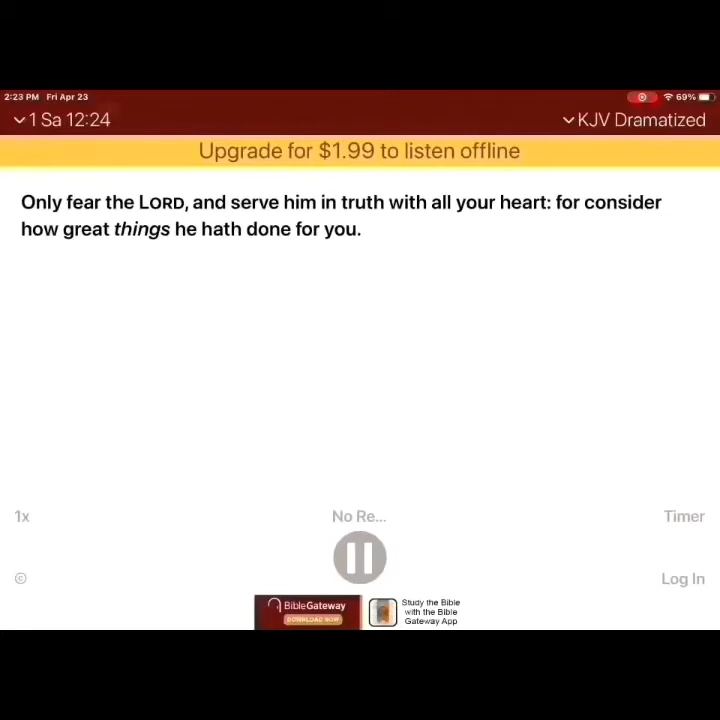 2:23 PM Fri Apr 23
69%
1 Sa 12:24
KJV Dramatized
Upgrade for $1.99 to listen offline
Only fear the LORD, and serve him in truth with all your heart: for consider
how great things he hath done for you.
1x
No Re...
Timer
©
Log In
BibleGateway
DOWNLOAD NOW
Study the Bible
with the Bible
Gateway App